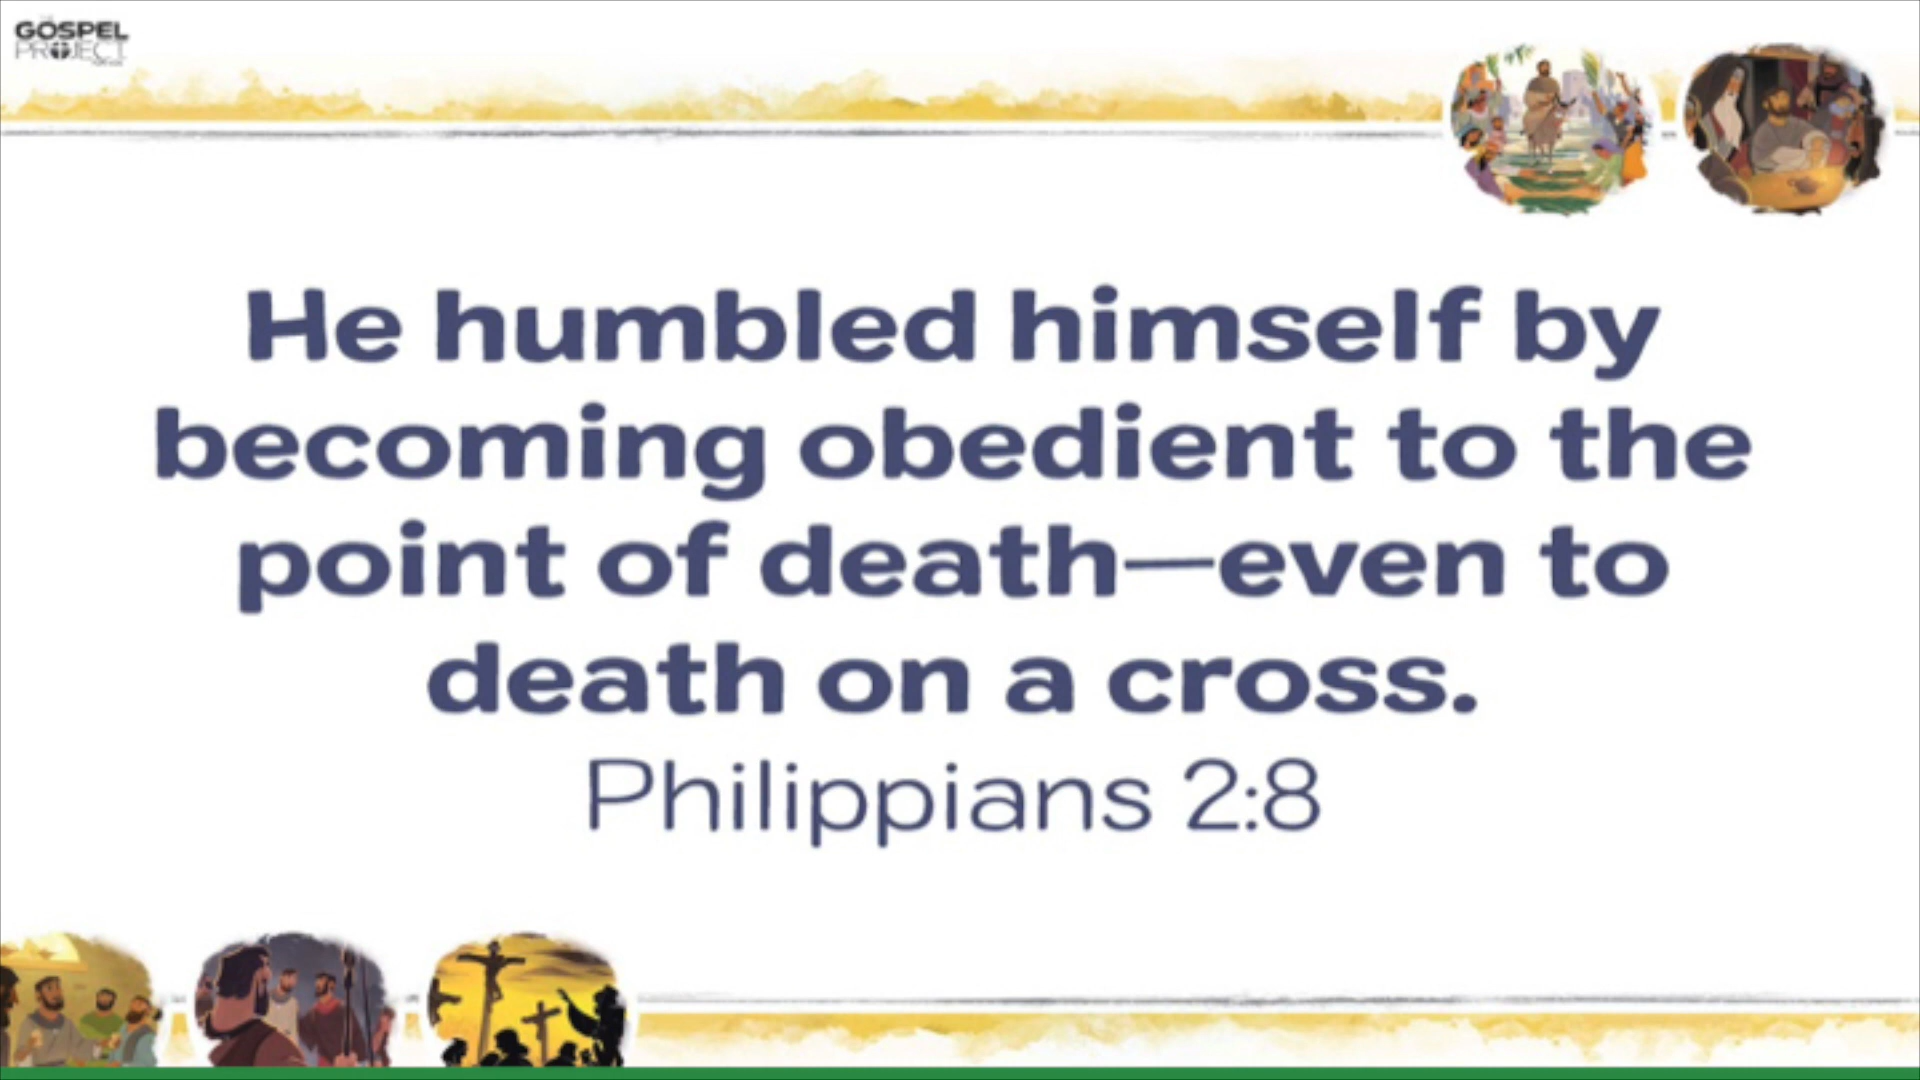 GOSPEL
PROJECT
He humbled himself by
becoming obedient to the
point of death—even to
death on a cross.
Philippians 2:8